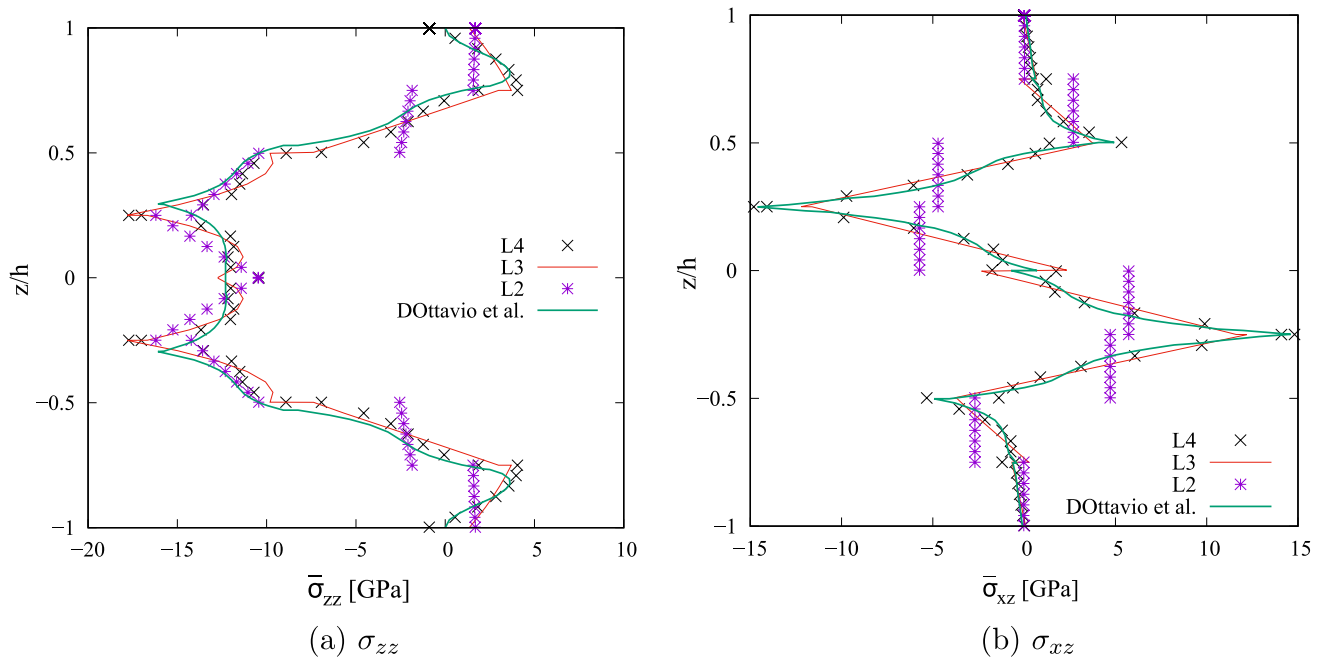 1
0.5
0
−0.5
−1
z/h
−20
−15
−10
−5
0
5
10
σ̅zz [GPa]
L4
L3
L2
DOttavio et al.
(a) σzz
1
0.5
0
−0.5
−1
z/h
−15
−10
−5
0
5
10
15
σ̅xz [GPa]
L4
L3
L2
DOttavio et al.
(b) σxz